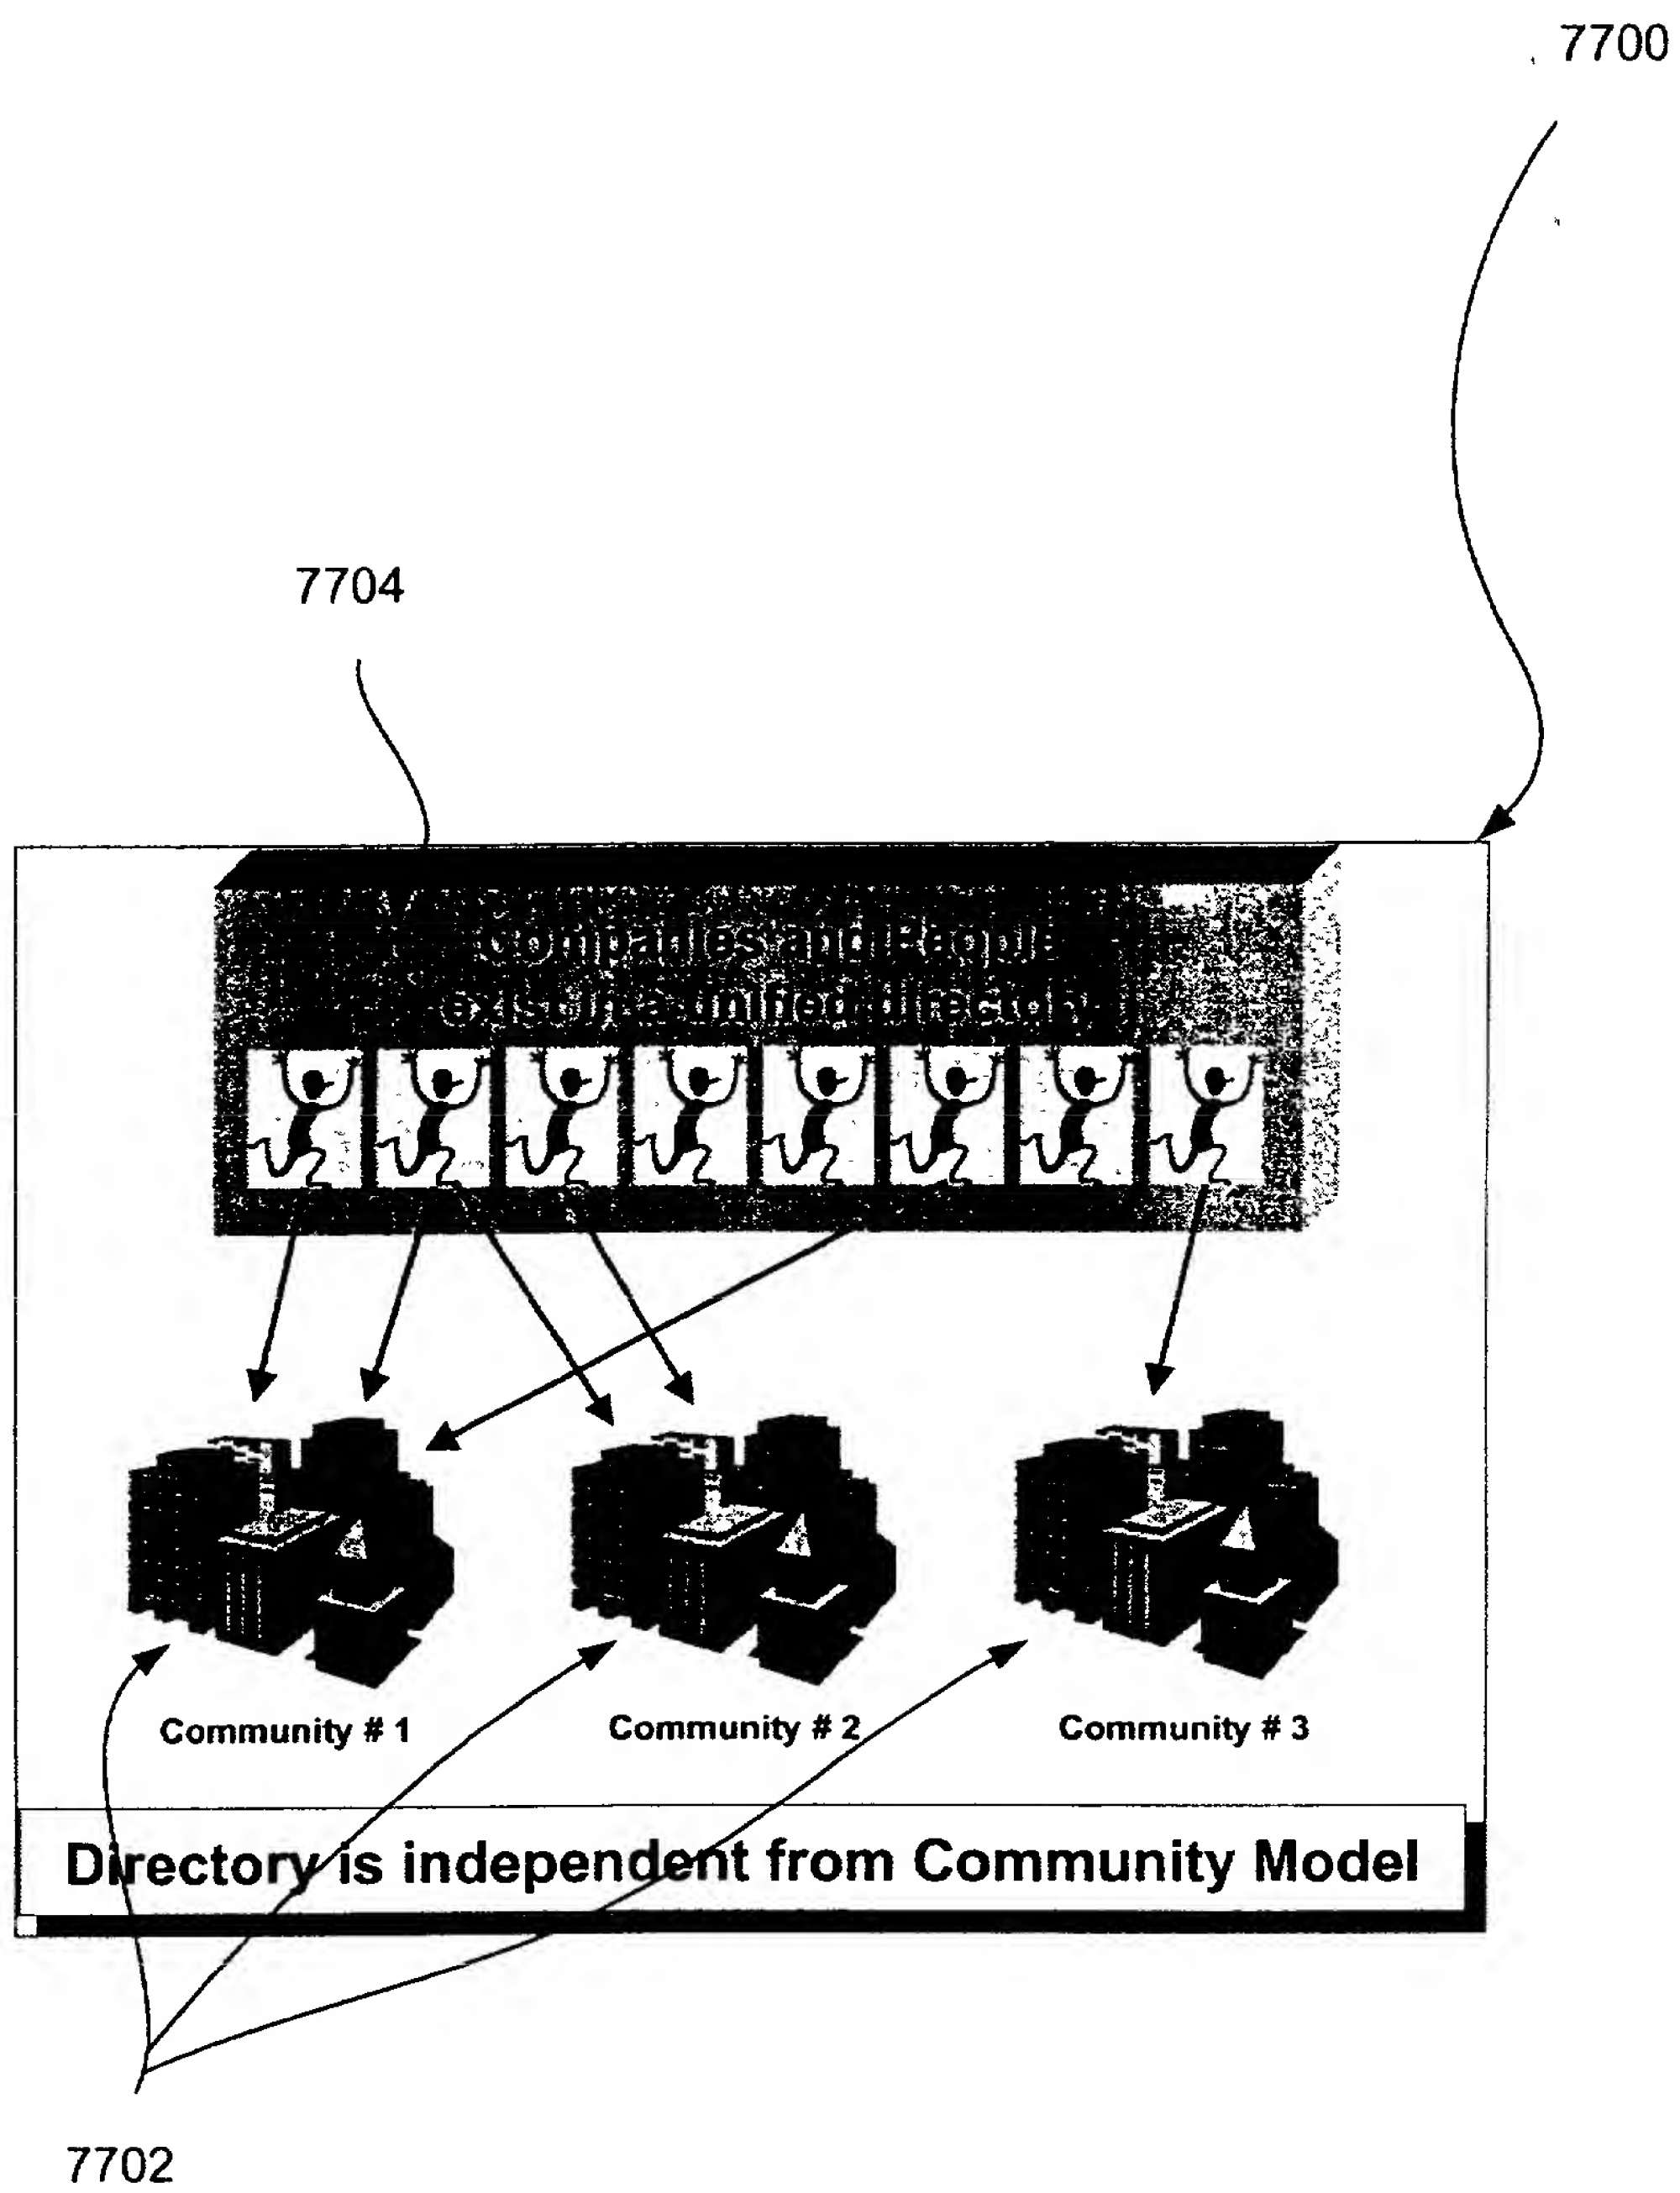 7700
7704
Companies and People
exist in a unified directory
Community # 1
Community # 2
Community # 3
Directory is independent from Community Model
7702